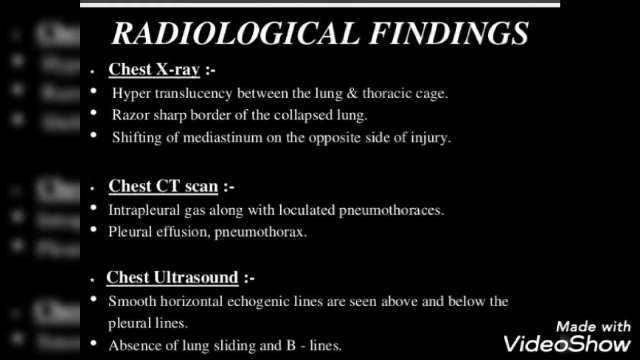 RADIOLOGICAL FINDINGS
• Chest X-ray :-
• Hyper translucency between the lung & thoracic cage.
• Razor sharp border of the collapsed lung.
• Shifting of mediastinum on the opposite side of injury.
• Chest CT scan :-
• Intrapleural gas along with loculated pneumothoraces.
• Pleural effusion, pneumothorax.
• Chest Ultrasound :-
• Smooth horizontal echogenic lines are seen above and below the
pleural lines.
• Absence of lung sliding and B - lines.
Made with
VideoShow